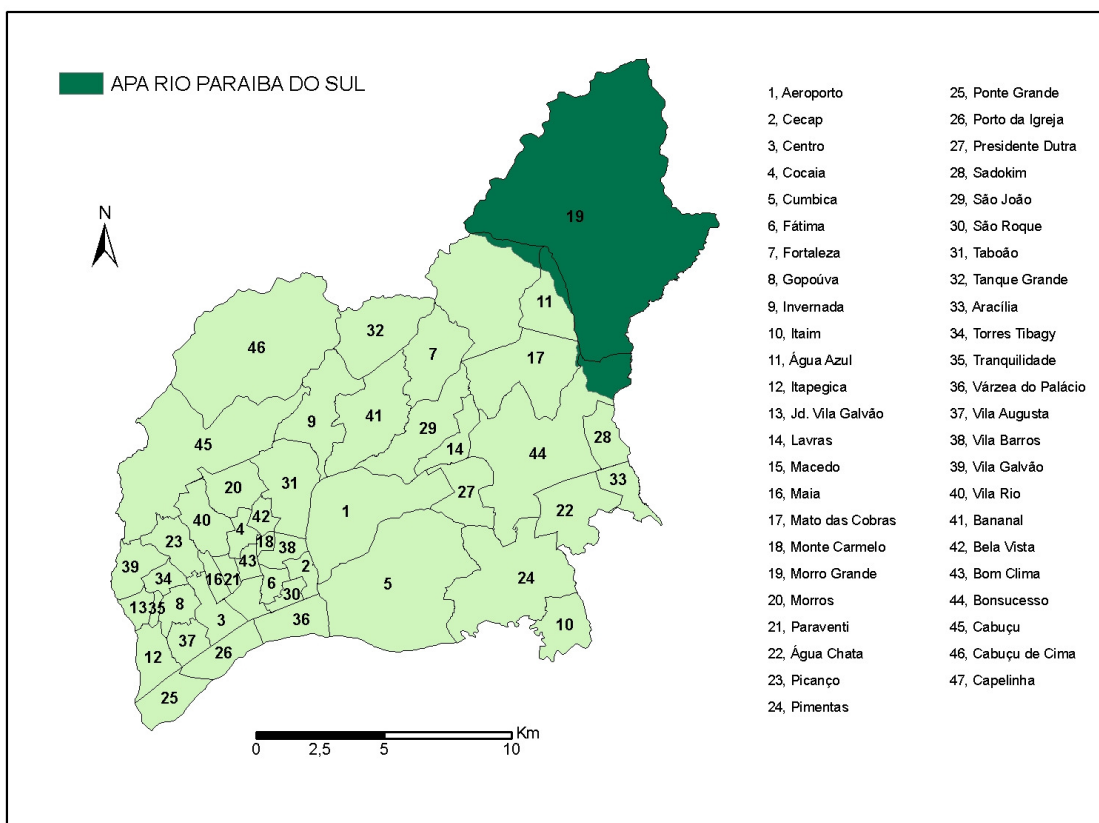 APA RIO PARAIBA DO SUL
N
19
11
32
46
7
17
41
9
29
45
14
44
28
20
31
33
27
42
1
40
22
4
23
18
38
43
39
2
34
16
21
6
5
24
30
13
35
8
36
3
10
37
12
26
25
Km
0
2,5
5
10
1, Aeroporto
2, Cecap
3, Centro
4, Cocaia
5, Cumbica
6, Fátima
7, Fortaleza
8, Gopoúva
9, Invernada
10, Itaim
11, Água Azul
12, Itapegica
13, Jd. Vila Galvão
14, Lavras
15, Macedo
16, Maia
17, Mato das Cobras
18, Monte Carmelo
19, Morro Grande
20, Morros
21, Paraventi
22, Água Chata
23, Picanço
24, Pimentas
25, Ponte Grande
26, Porto da Igreja
27, Presidente Dutra
28, Sadokim
29, São João
30, São Roque
31, Taboão
32, Tanque Grande
33, Aracília
34, Torres Tibagy
35, Tranquilidade
36, Várzea do Palácio
37, Vila Augusta
38, Vila Barros
39, Vila Galvão
40, Vila Rio
41, Bananal
42, Bela Vista
43, Bom Clima
44, Bonsucesso
45, Cabuçu
46, Cabuçu de Cima
47, Capelinha